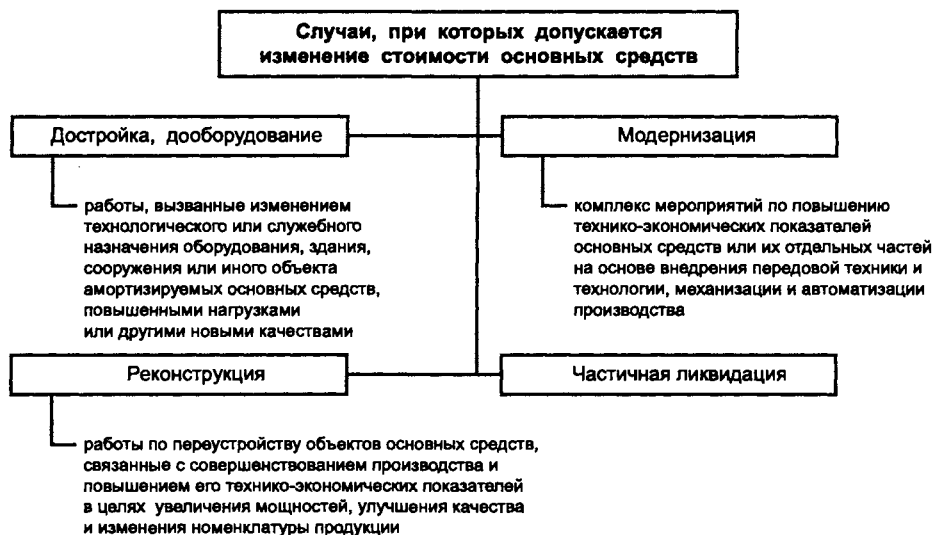 Случаи, при которых допускается
изменение стоимости основных средств
Достройка, дооборудование
работы, вызванные изменением
технологического или служебного
назначения оборудования, здания,
сооружения или иного объекта
амортизируемых основных средств,
повышенными нагрузками
или другими новыми качествами
Модернизация
комплекс мероприятий по повышению
технико-экономических показателей
основных средств или их отдельных частей
на основе внедрения передовой техники и
технологии, механизации и автоматизации
производства
Реконструкция
работы по переустройству объектов основных средств,
связанные с совершенствованием производства и
повышением его технико-экономических показателей
в целях увеличения мощностей, улучшения качества
и изменения номенклатуры продукции
Частичная ликвидация